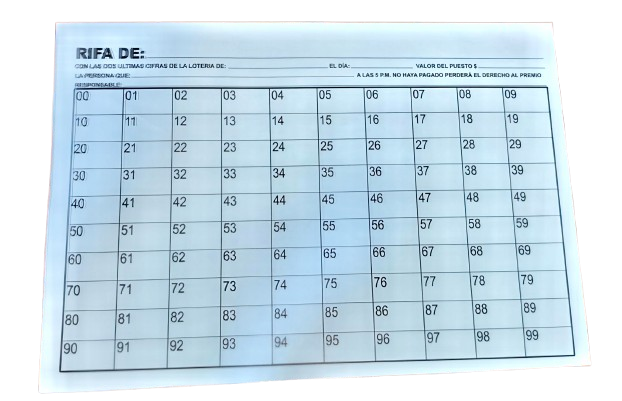 RIFA DE:
CON LAS DOS ULTIMAS CIFRAS DE LA LOTERIA DE: EL DÍA: VALOR DEL PUESTO $
LA PERSONA QUE: A LAS 5 P.M. NO HAYA PAGADO PERDERÁ EL DERECHO AL PREMIO
RESPONSABLE:
00 01 02 03 04 05 06 07 08 09
10 11 12 13 14 15 16 17 18 19
20 21 22 23 24 25 26 27 28 29
30 31 32 33 34 35 36 37 38 39
40 41 42 43 44 45 46 47 48 49
50 51 52 53 54 55 56 57 58 59
60 61 62 63 64 65 66 67 68 69
70 71 72 73 74 75 76 77 78 79
80 81 82 83 84 85 86 87 88 89
90 91 92 93 94 95 96 97 98 99